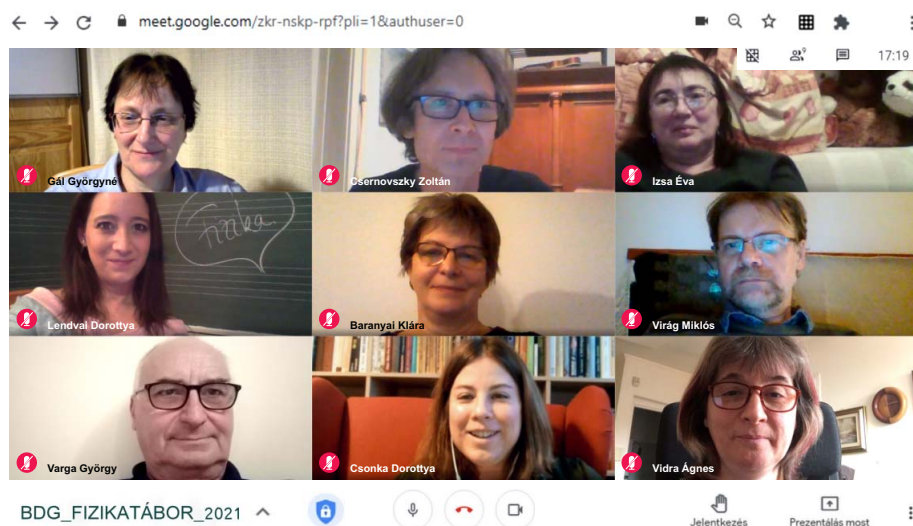 meet.google.com/zkr-nskp-rpf?pli=1&authuser=0
17:19
Gál Györgyné
Csernovszky Zoltán
Izsa Éva
Fizika
Lendvai Dorottya
Baranyai Klára
Virág Miklós
Varga György
Csonka Dorottya
Vidra Ágnes
BDG_FIZIKATÁBOR_2021
Jelentkezés
Prezentálás most